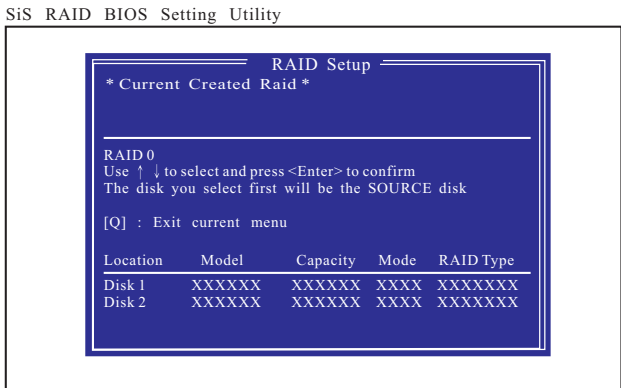 SiS RAID BIOS Setting Utility
RAID Setup
* Current Created Raid *
RAID 0
Use ↑ ↓ to select and press <Enter> to confirm
The disk you select first will be the SOURCE disk
[Q] : Exit current menu
Location Model Capacity Mode RAID Type
Disk 1 XXXXXX XXXXXX XXXX XXXXXXX
Disk 2 XXXXXX XXXXXX XXXX XXXXXXX